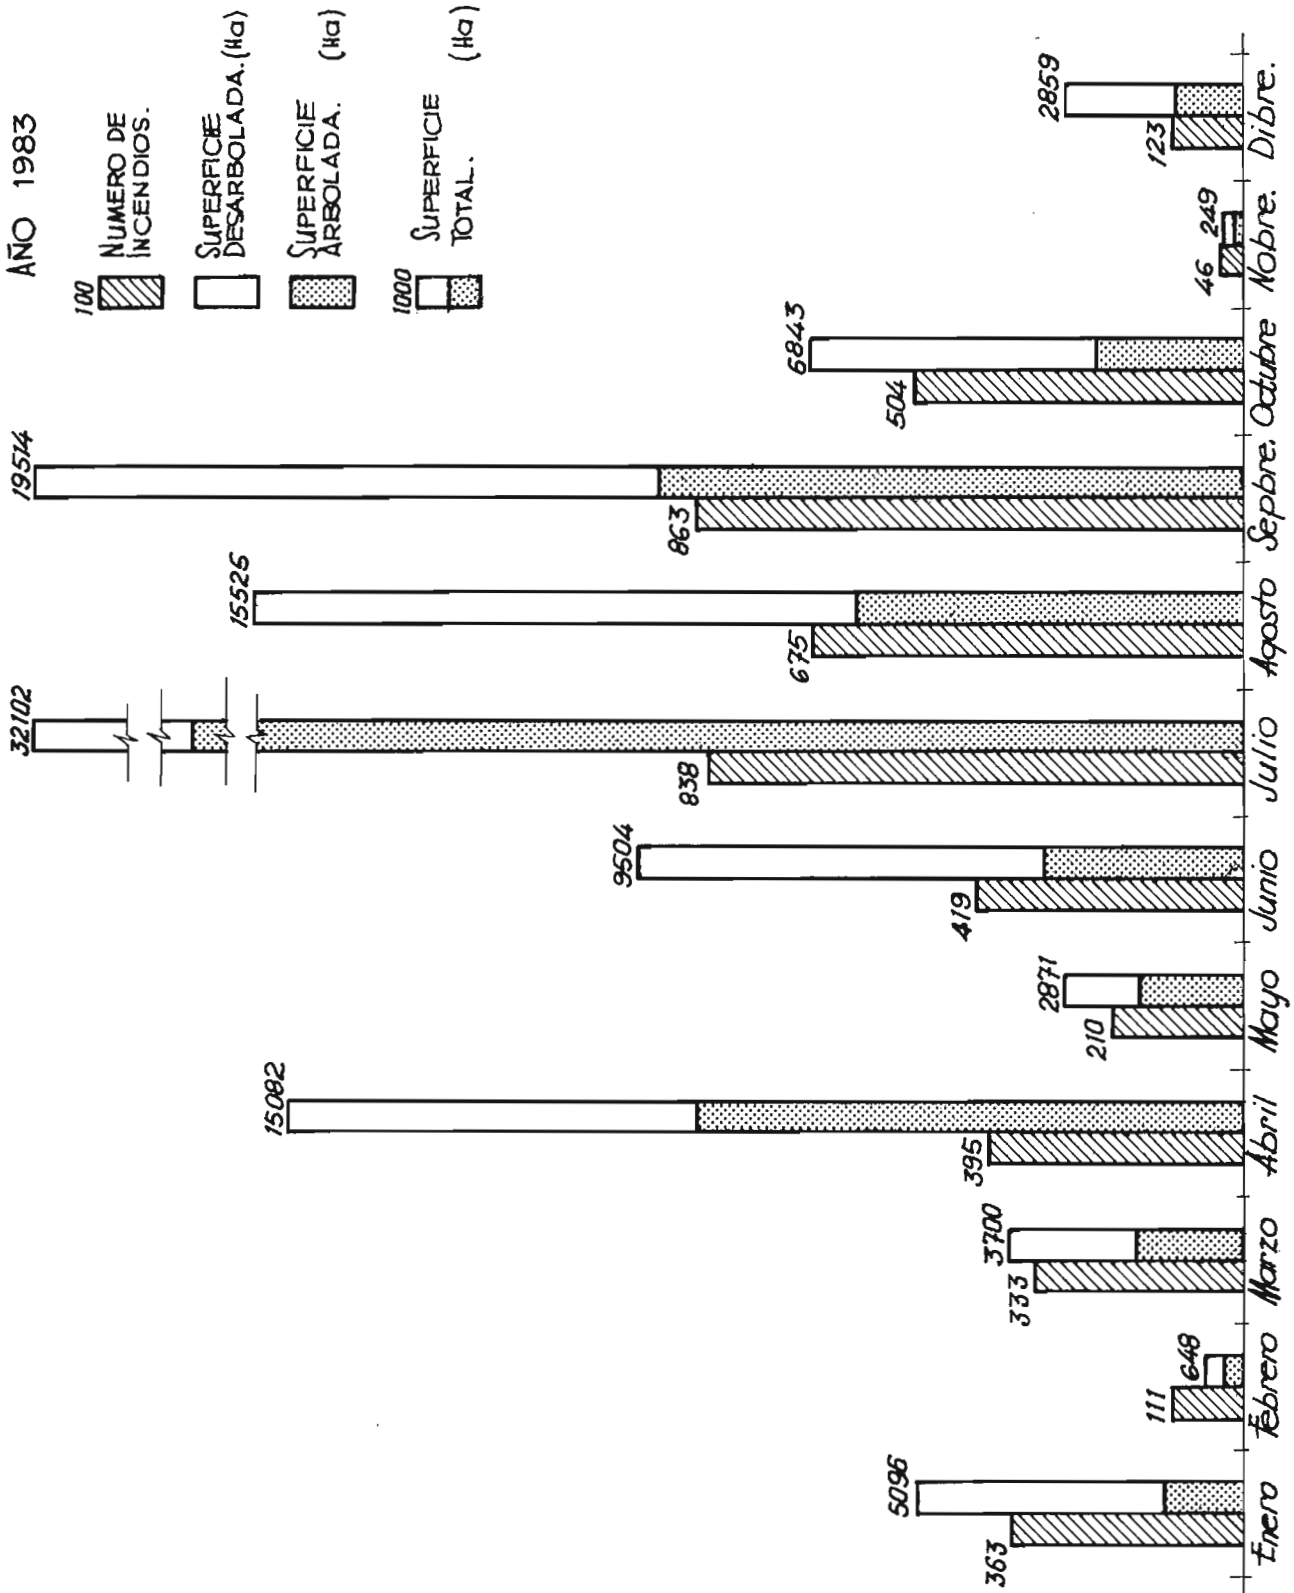 AÑO 1983
100
NUMERO DE
INCENDIOS.
SUPERFICIE
DESARBOLADA. (Ha)
SUPERFICIE
ARBOLADA. (Ha)
1000
SUPERFICIE
TOTAL. (Ha)
363
5096
111
648
333
3700
395
15082
210
2871
419
9504
838
32102
675
15526
863
19514
504
6843
46
249
123
2859
Enero
Febrero
Marzo
Abril
Mayo
Junio
Julio
Agosto
Sepbre.
Octubre
Nobre.
Dibre.